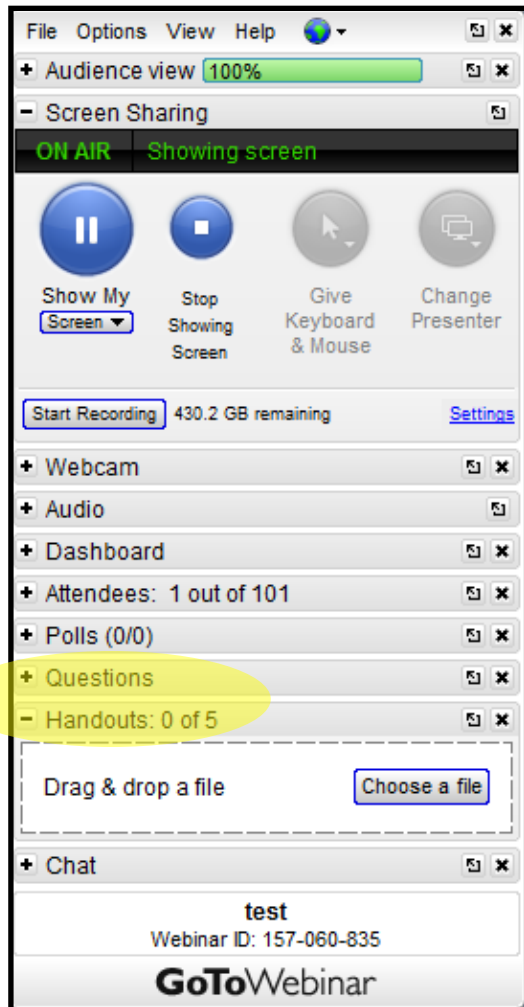 File Options View Help
Audience view 100%
Screen Sharing
ON AIR Showing screen
Show My
Screen
Stop
Showing
Screen
Give
Keyboard
& Mouse
Change
Presenter
Start Recording 430.2 GB remaining Settings
Webcam
Audio
Dashboard
Attendees: 1 out of 101
Polls (0/0)
Questions
Handouts: 0 of 5
Drag & drop a file Choose a file
Chat
test
Webinar ID: 157-060-835
GoToWebinar